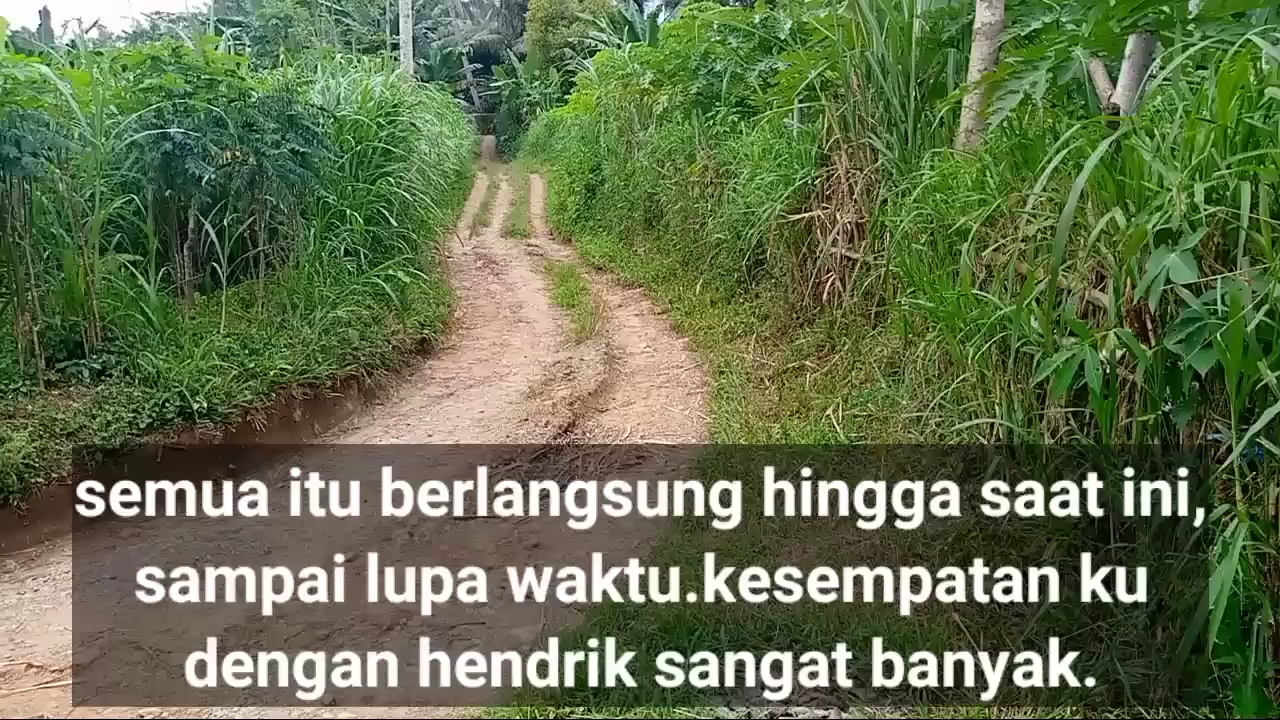 semua itu berlangsung hingga saat ini,
sampai lupa waktu.kesempatan ku
dengan hendrik sangat banyak.